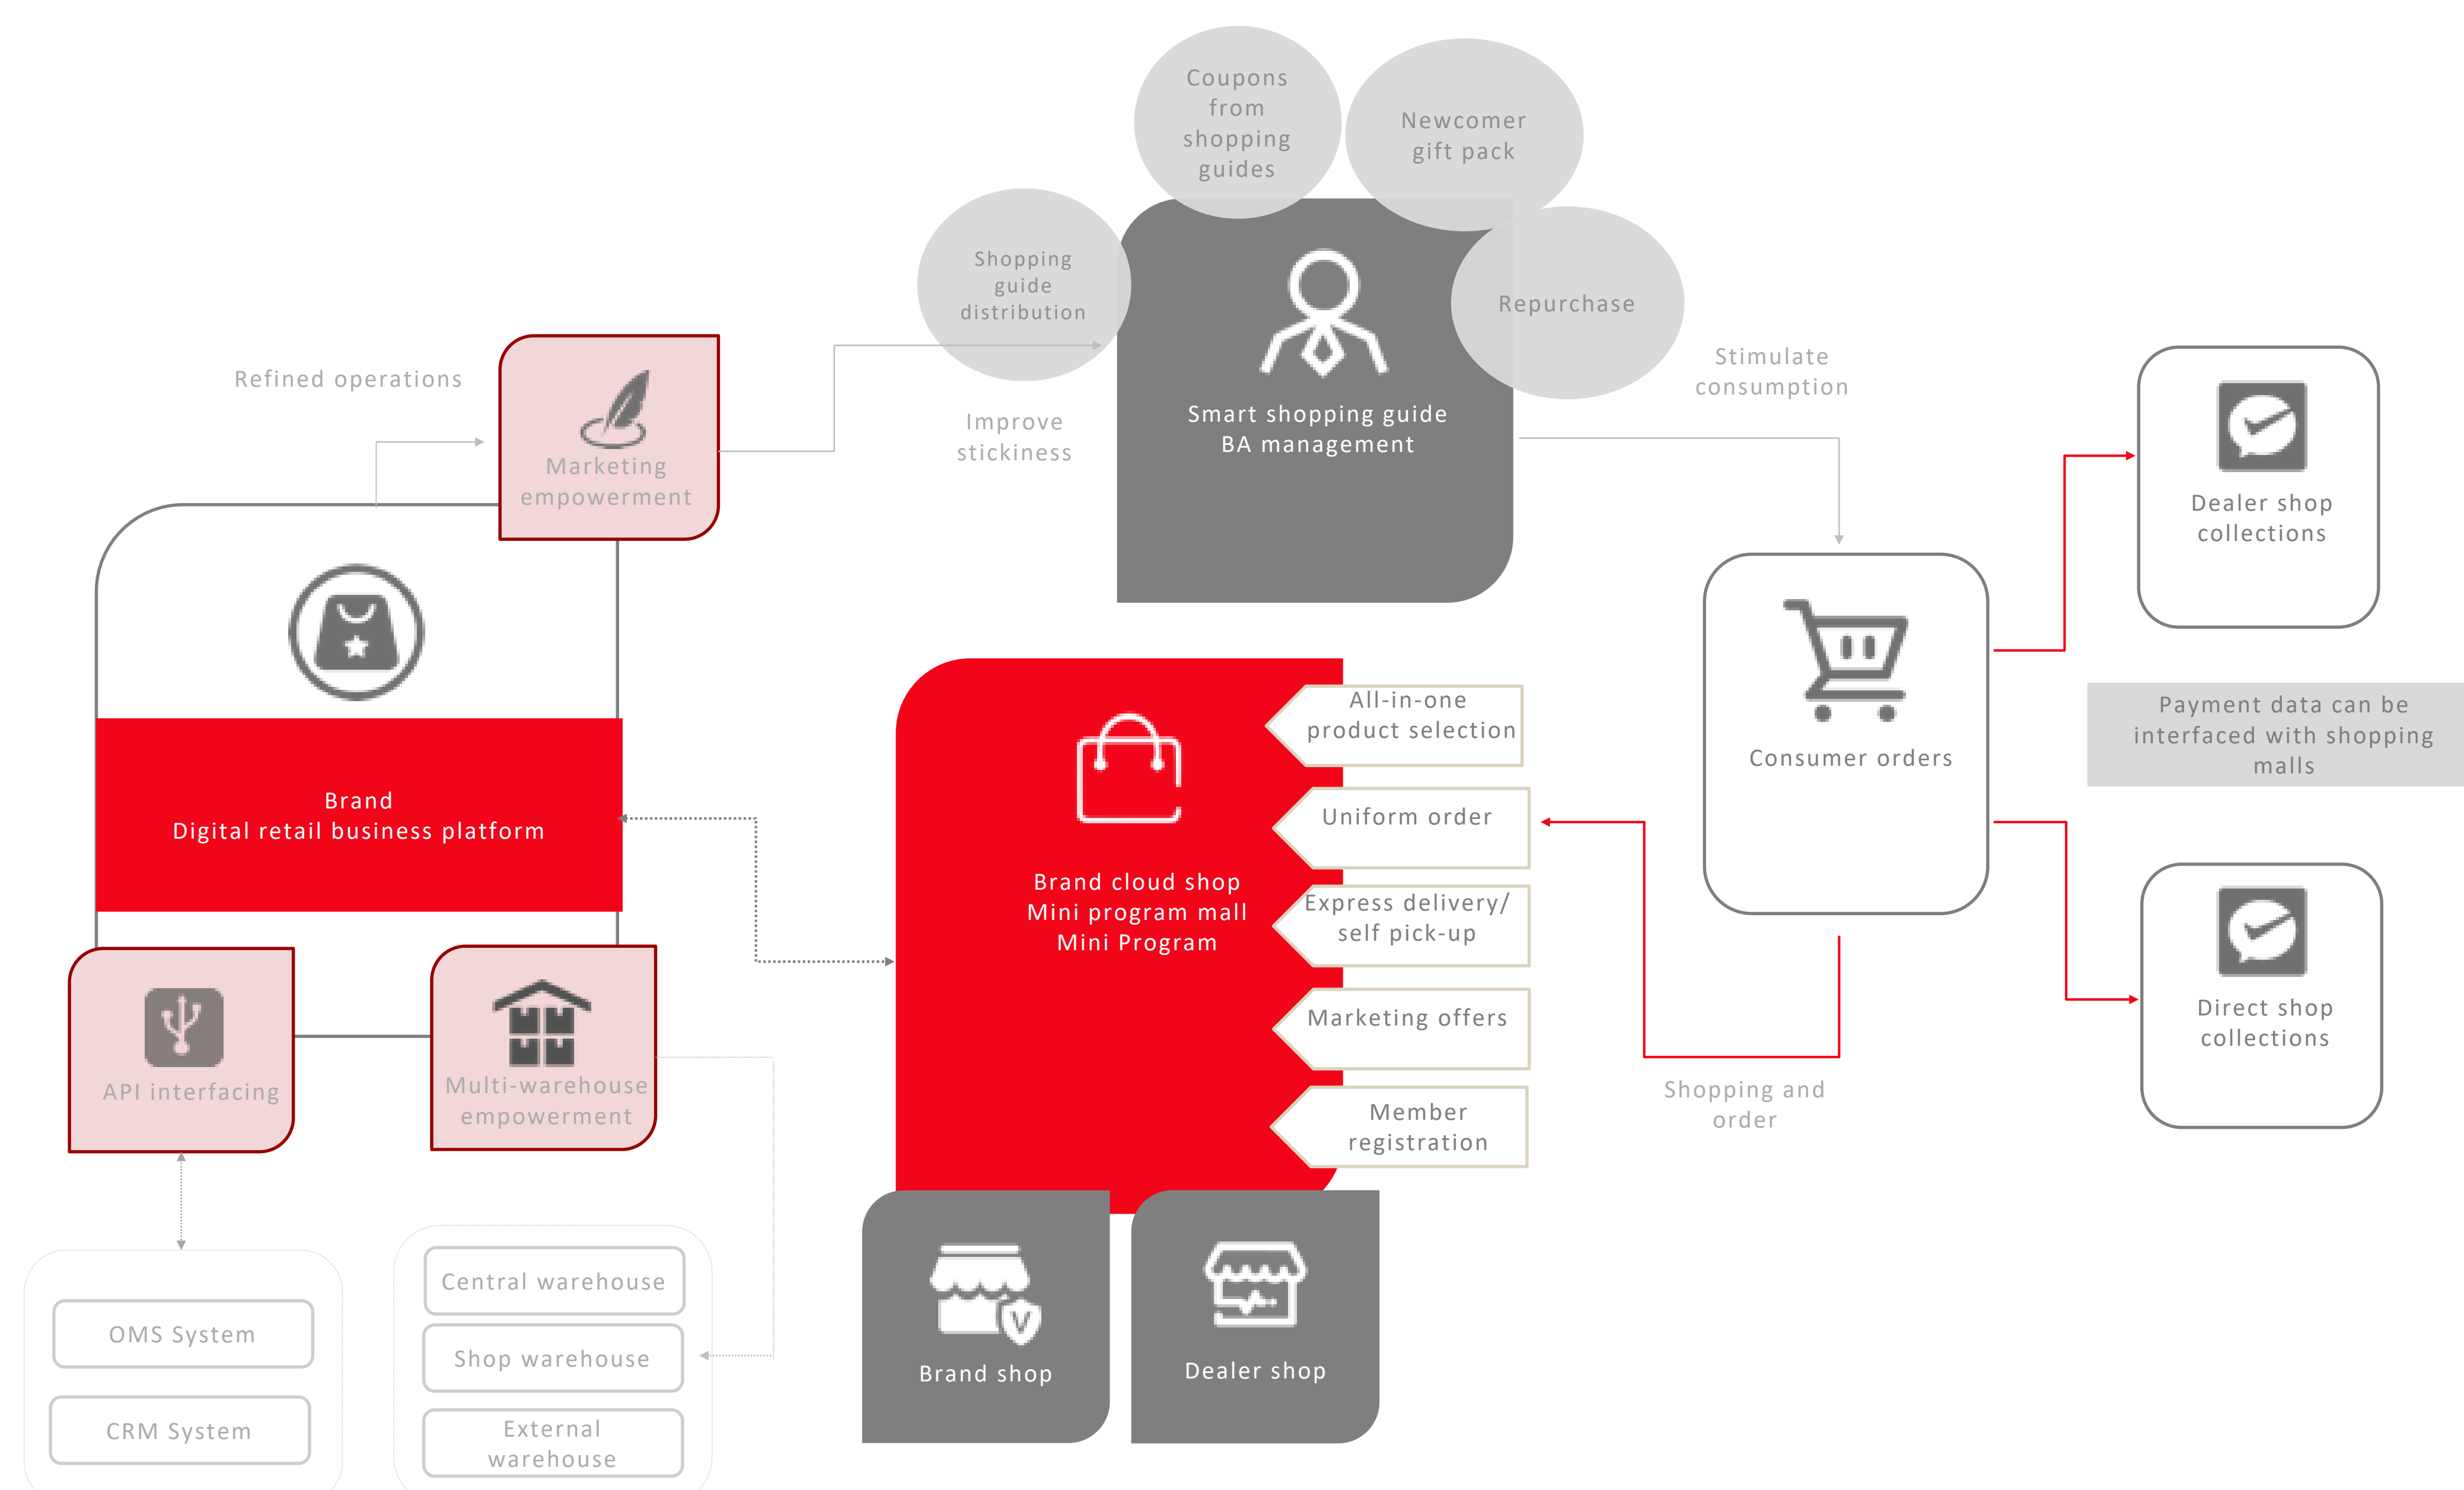 Coupons
from
shopping
guides
Newcomer
gift pack
Shopping
guide
distribution
Repurchase
Refined operations
Marketing
empowerment
Improve
stickiness
Smart shopping guide
BA management
Stimulate
consumption
Dealer shop
collections
Brand
Digital retail business platform
Brand cloud shop
Mini program mall
Mini Program
All-in-one
product selection
Uniform order
Express delivery/
self pick-up
Marketing offers
Member
registration
Consumer orders
Payment data can be
interfaced with shopping
malls
Direct shop
collections
Shopping and
order
API interfacing
Multi-warehouse
empowerment
OMS System
CRM System
Central warehouse
Shop warehouse
External
warehouse
V
Brand shop
Dealer shop